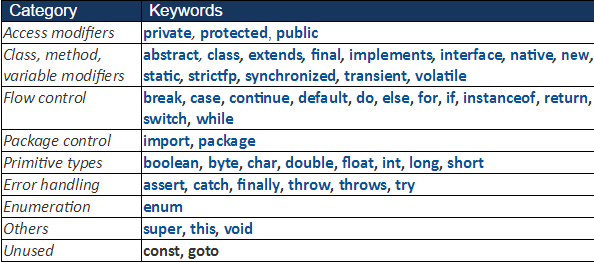 Category Keywords
Access modifiers private, protected, public
Class, method, abstract, class, extends, final, implements, interface, native, new,
variable modifiers static, strictfp, synchronized, transient, volatile
Flow control break, case, continue, default, do, else, for, if, instanceof, return,
switch, while
Package control import, package
Primitive types boolean, byte, char, double, float, int, long, short
Error handling assert, catch, finally, throw, throws, try
Enumeration enum
Others super, this, void
Unused const, goto